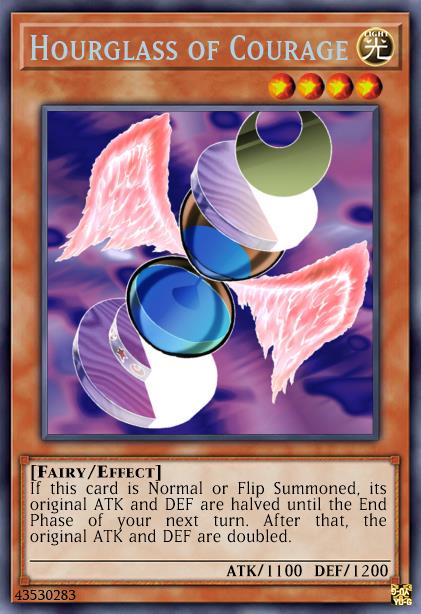 Hourglass of Courage
LIGHT
光
[Fairy/Effect]
If this card is Normal or Flip Summoned, its
original ATK and DEF are halved until the End
Phase of your next turn. After that, the
original ATK and DEF are doubled.
ATK/1100 DEF/1200
43530283